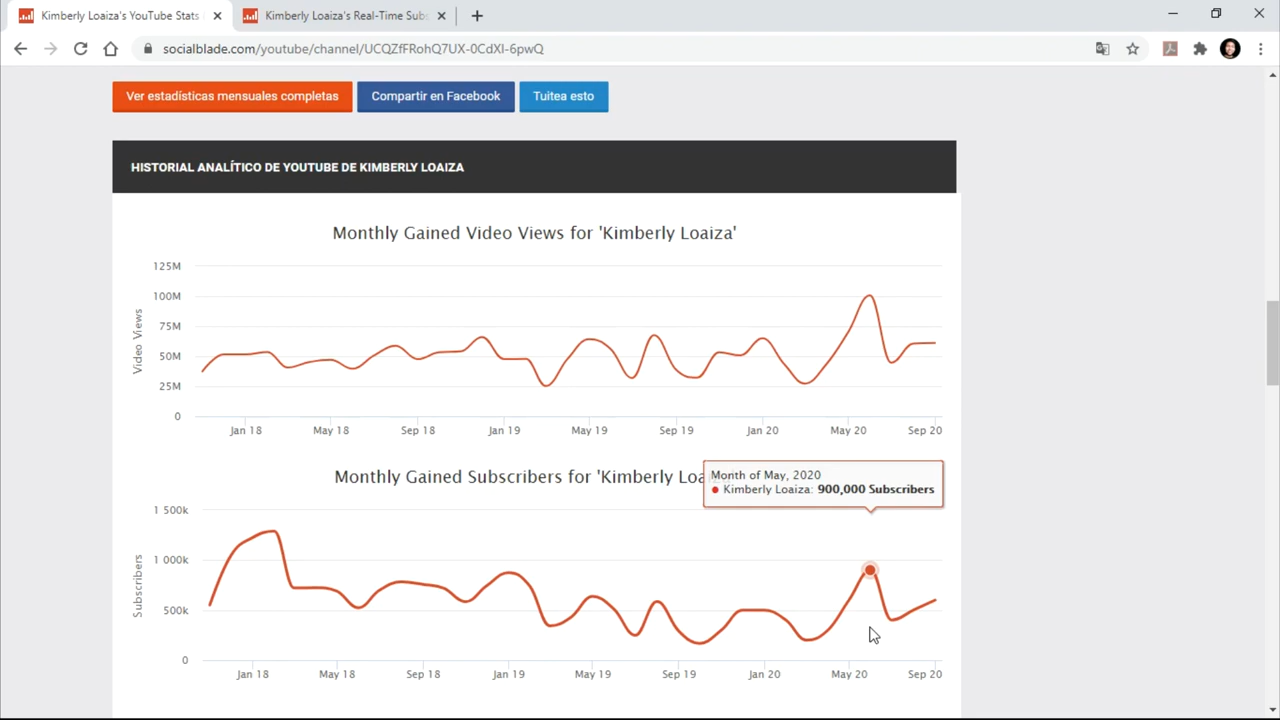 Kimberly Loaiza's YouTube Stats
Kimberly Loaiza's Real-Time Subs
socialblade.com/youtube/channel/UCQZfFRohQ7UX-0CdXI-6pwQ
Ver estadísticas mensuales completas
Compartir en Facebook
Tuitea esto
HISTORIAL ANALÍTICO DE YOUTUBE DE KIMBERLY LOAIZA
Monthly Gained Video Views for 'Kimberly Loaiza'
Video Views
125M
100M
75M
50M
25M
0
Jan 18 May 18 Sep 18 Jan 19 May 19 Sep 19 Jan 20 May 20 Sep 20
Monthly Gained Subscribers for 'Kimberly Loa
Month of May, 2020
Kimberly Loaiza: 900,000 Subscribers
Subscribers
1 500k
1 000k
500k
0
Jan 18 May 18 Sep 18 Jan 19 May 19 Sep 19 Jan 20 May 20 Sep 20